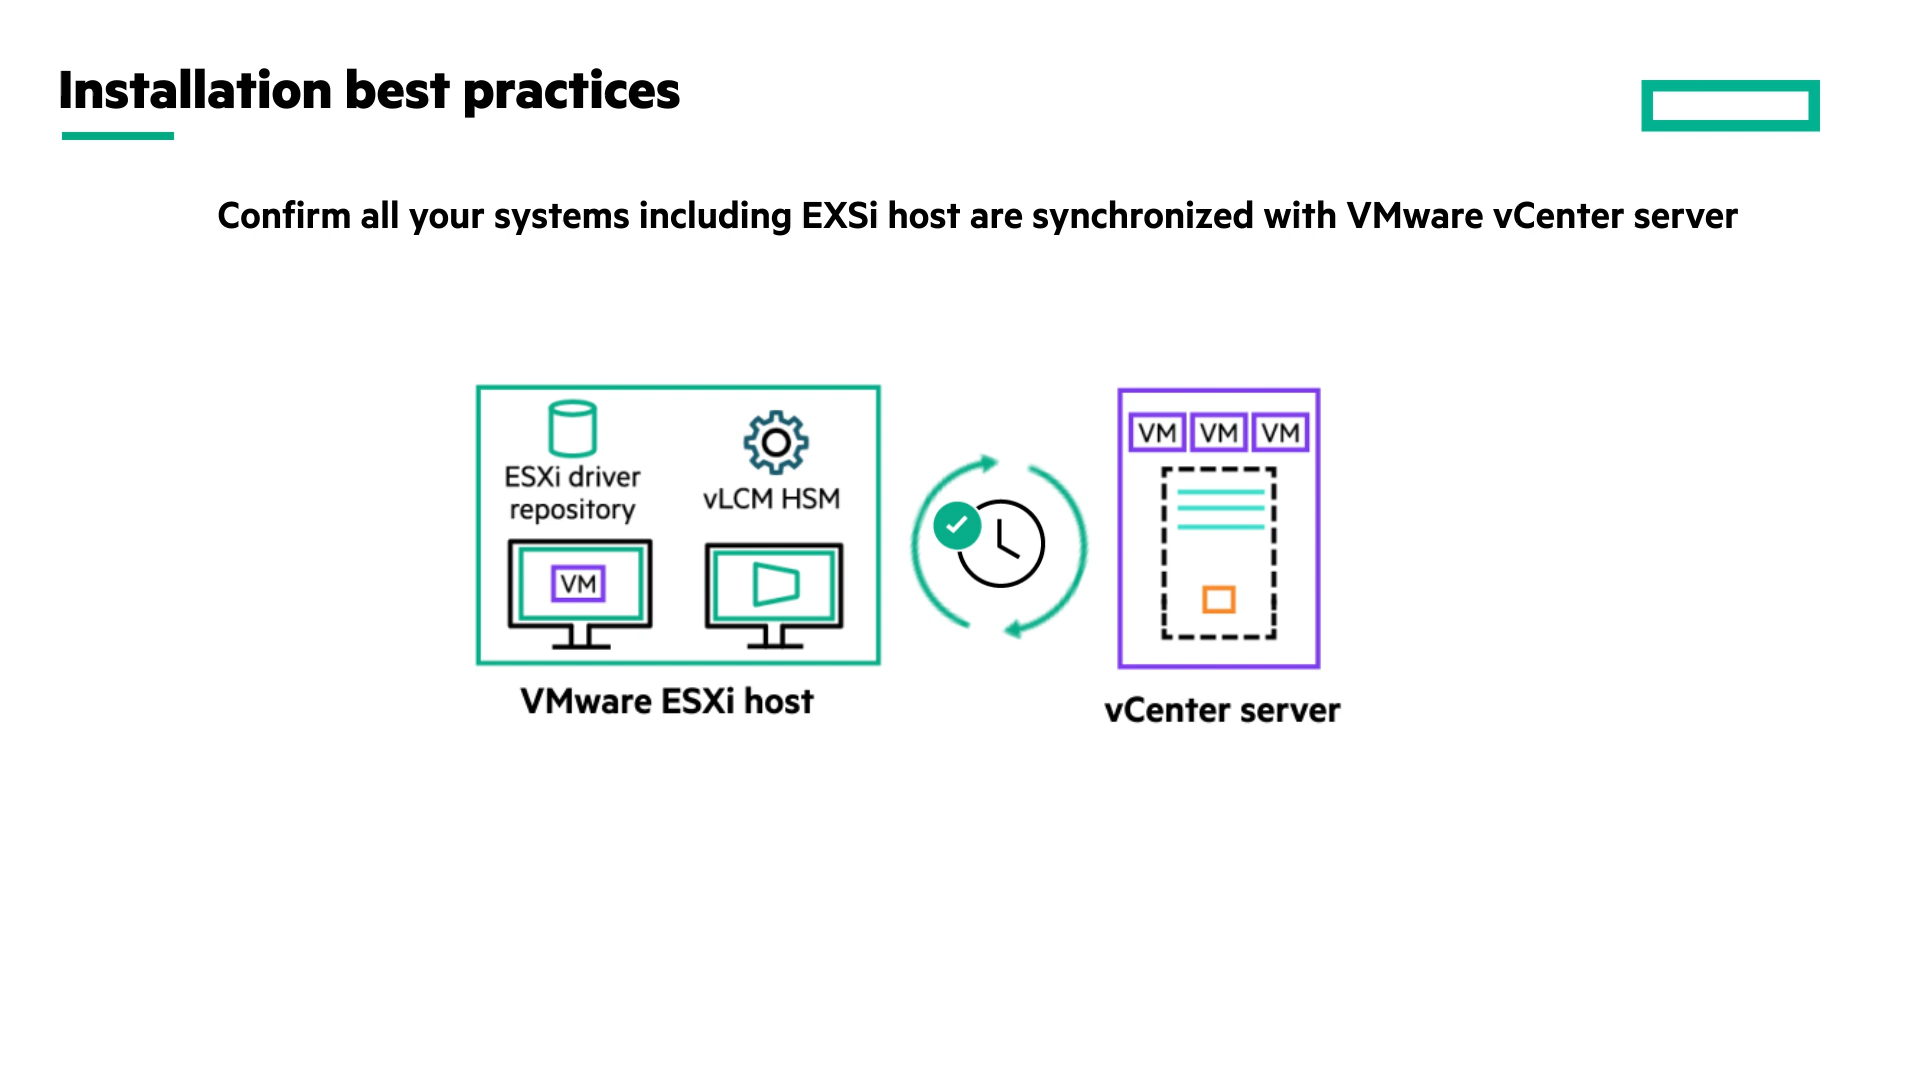 Installation best practices
Confirm all your systems including EXSi host are synchronized with VMware vCenter server
ESXi driver
repository
vLCM HSM
VM
VMware ESXi host
VM VM VM
vCenter server